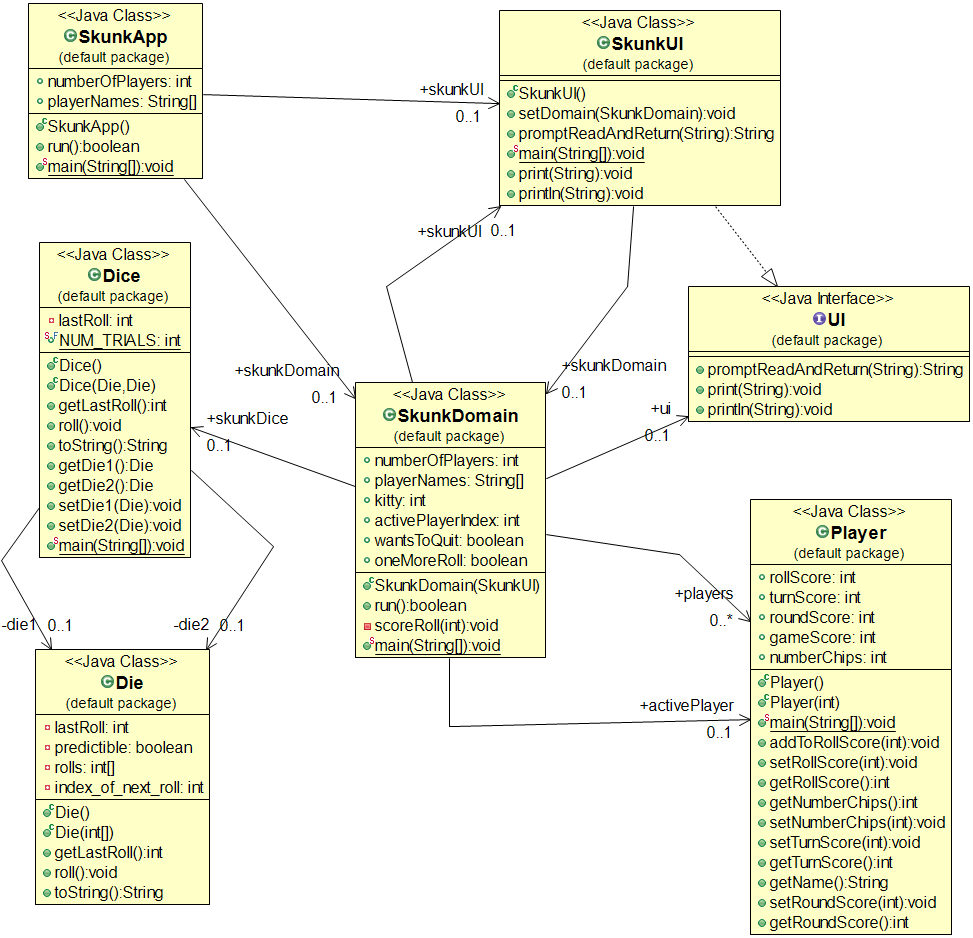 <<Java Class>>
SkunkApp
(default package)
numberOfPlayers: int
playerNames: String[]
SkunkApp()
run():boolean
main(String[]):void
+skunkUI
0..1
<<Java Class>>
SkunkUI
(default package)
SkunkUI()
setDomain(SkunkDomain):void
promptReadAndReturn(String):String
main(String[]):void
print(String):void
println(String):void
+skunkUI 0..1
<<Java Class>>
Dice
(default package)
lastRoll: int
NUM_TRIALS: int
Dice()
Dice(Die,Die)
getLastRoll():int
roll():void
toString():String
getDie1():Die
getDie2():Die
setDie1(Die):void
setDie2(Die):void
main(String[]):void
<<Java Interface>>
UI
(default package)
promptReadAndReturn(String):String
print(String):void
println(String):void
+skunkDomain
0..1
+skunkDomain
0..1
+skunkDice
0..1
+ui
0..1
<<Java Class>>
SkunkDomain
(default package)
numberOfPlayers: int
playerNames: String[]
kitty: int
activePlayerIndex: int
wantsToQuit: boolean
oneMoreRoll: boolean
SkunkDomain(SkunkUI)
run():boolean
scoreRoll(int):void
main(String[]):void
+players
0..*
+activePlayer
0..1
-die1 0..1
-die2 0..1
<<Java Class>>
Die
(default package)
lastRoll: int
predictible: boolean
rolls: int[]
index_of_next_roll: int
Die()
Die(int[])
getLastRoll():int
roll():void
toString():String
<<Java Class>>
Player
(default package)
rollScore: int
turnScore: int
roundScore: int
gameScore: int
numberChips: int
Player()
Player(int)
main(String[]):void
addToRollScore(int):void
setRollScore(int):void
getRollScore():int
getNumberChips():int
setNumberChips(int):void
setTurnScore(int):void
getTurnScore():int
getName():String
setRoundScore(int):void
getRoundScore():int